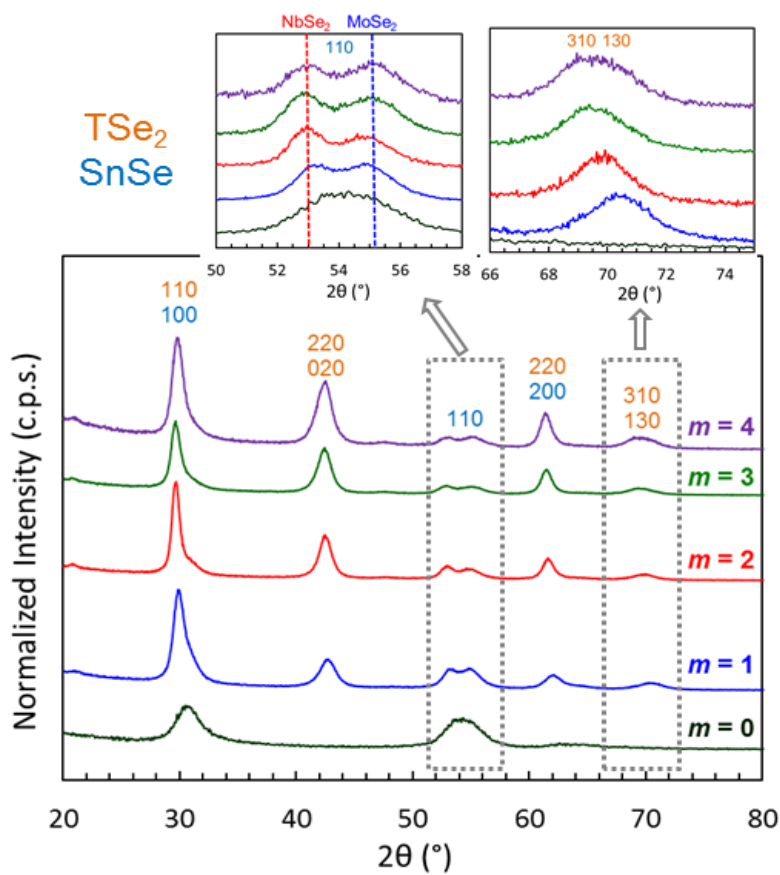 NbSe₂ MoSe₂
110
50 52 54 56 58
2θ (°)
310 130
66 68 70 72 74
2θ (°)
TSe₂
SnSe
110
100
220
020
110
220
200
310
130
m = 4
m = 3
m = 2
m = 1
m = 0
Normalized Intensity (c.p.s.)
20 30 40 50 60 70 80
2θ (°)